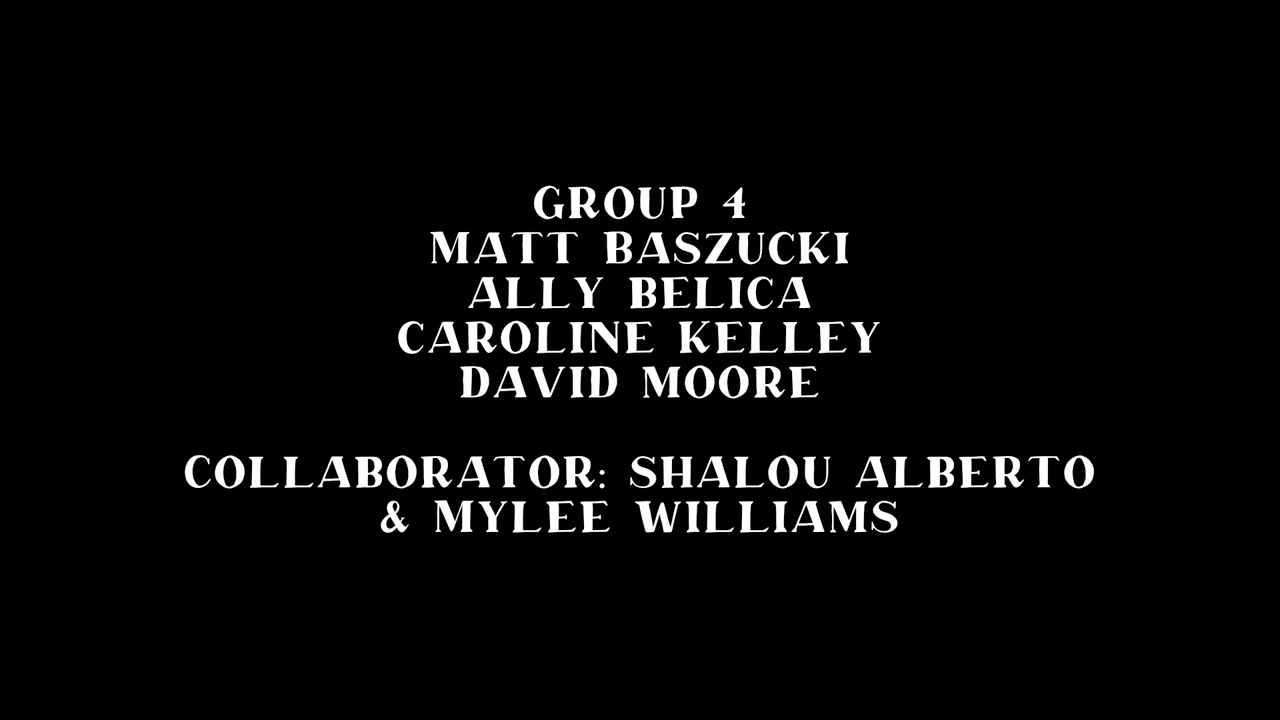 GROUP 4
MATT BASZUCKI
ALLY BELICA
CAROLINE KELLEY
DAVID MOORE
COLLABORATOR: SHALOU ALBERTO
& MYLEE WILLIAMS